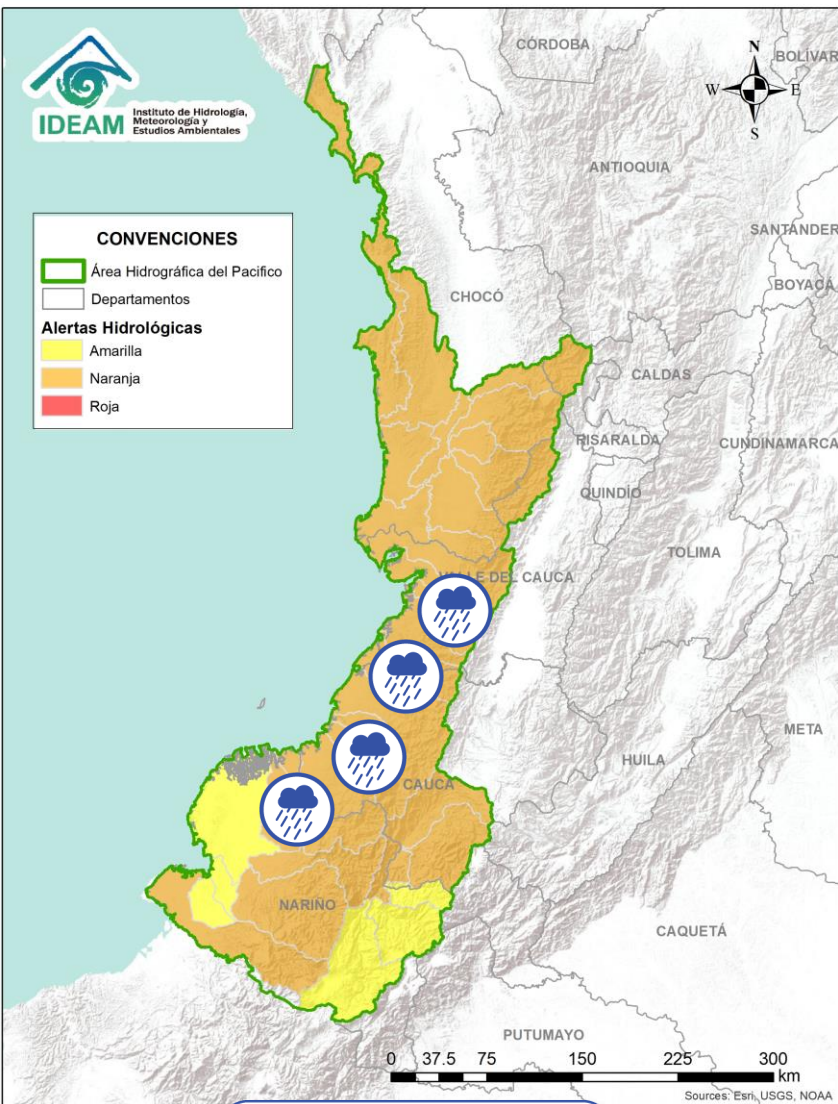 IDEAM
Instituto de Hidrología,
Meteorología y
Estudios Ambientales
N
W
E
S
CONVENCIONES
Área Hidrográfica del Pacifico
Departamentos
Alertas Hidrológicas
Amarilla
Naranja
Roja
CÓRDOBA
BOLÍVAR
ANTIOQUIA
SANTANDER
BOYACÁ
CHOCÓ
CALDAS
RISARALDA
CUNDINAMARCA
QUINDÍO
TOLIMA
VALLE DEL CAUCA
META
HUILA
CAUCA
NARIÑO
CAQUETÁ
PUTUMAYO
0 37.5 75 150 225 300
km
Sources: Esri, USGS, NOAA